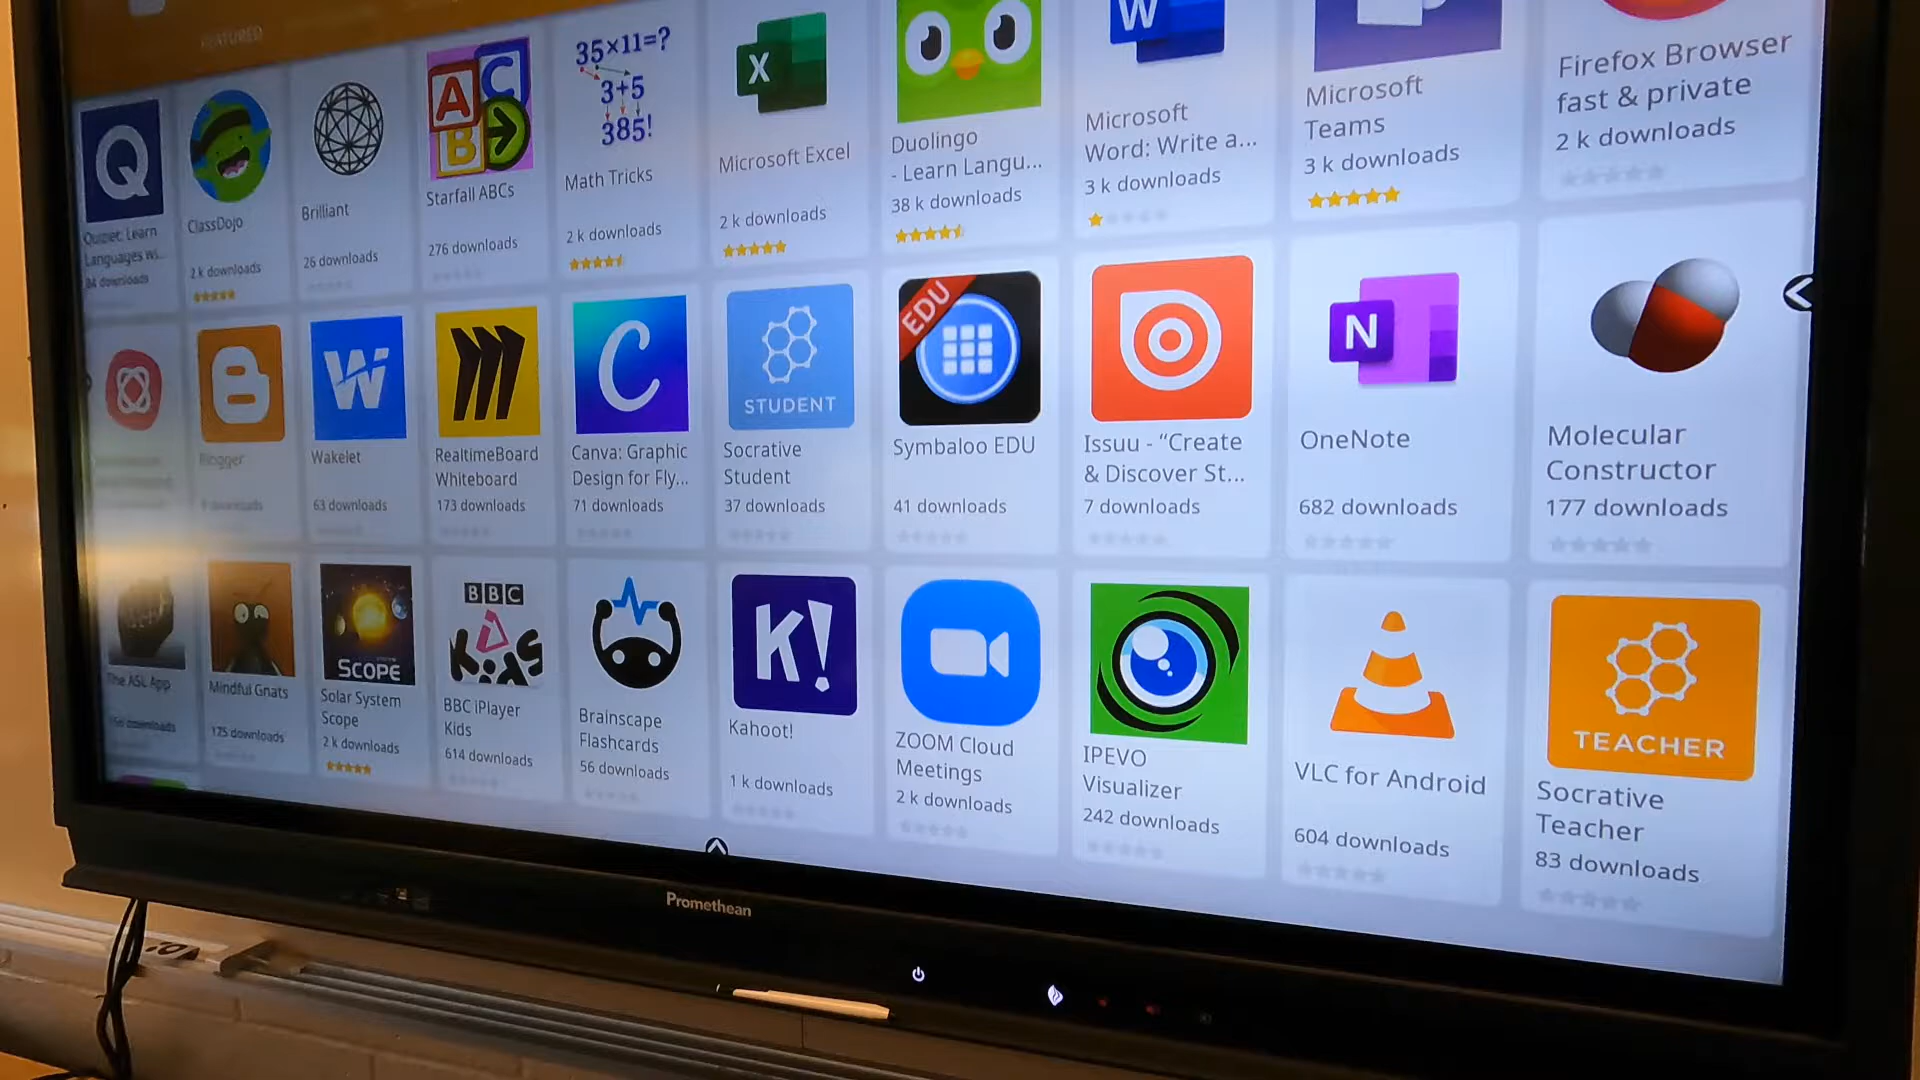 FEATURED
Q
Quizlet: Learn
Languages wi...
84 downloads
ClassDojo
2 k downloads
Brilliant
26 downloads
A
C
B
Starfall ABCs
276 downloads
35×11=?
3+5
385!
Math Tricks
2 k downloads
X
Microsoft Excel
2 k downloads
Duolingo
- Learn Langu...
38 k downloads
W
Microsoft
Word: Write a...
3 k downloads
Microsoft
Teams
3 k downloads
Firefox Browser
fast & private
2 k downloads
Blogger
downloads
W
Wakelet
63 downloads
RealtimeBoard
Whiteboard
173 downloads
C
Canva: Graphic
Design for Fly...
71 downloads
STUDENT
Socrative
Student
37 downloads
EDU
Symbaloo EDU
41 downloads
Issuu - “Create
& Discover St...
7 downloads
N
OneNote
682 downloads
Molecular
Constructor
177 downloads
The ASL App
downloads
Mindful Gnats
175 downloads
SCOPE
Solar System
Scope
2 k downloads
BBC
KiDS
BBC iPlayer
Kids
614 downloads
Brainscape
Flashcards
56 downloads
K!
Kahoot!
1 k downloads
ZOOM Cloud
Meetings
2 k downloads
IPEVO
Visualizer
242 downloads
VLC for Android
604 downloads
TEACHER
Socrative
Teacher
83 downloads
Promethean